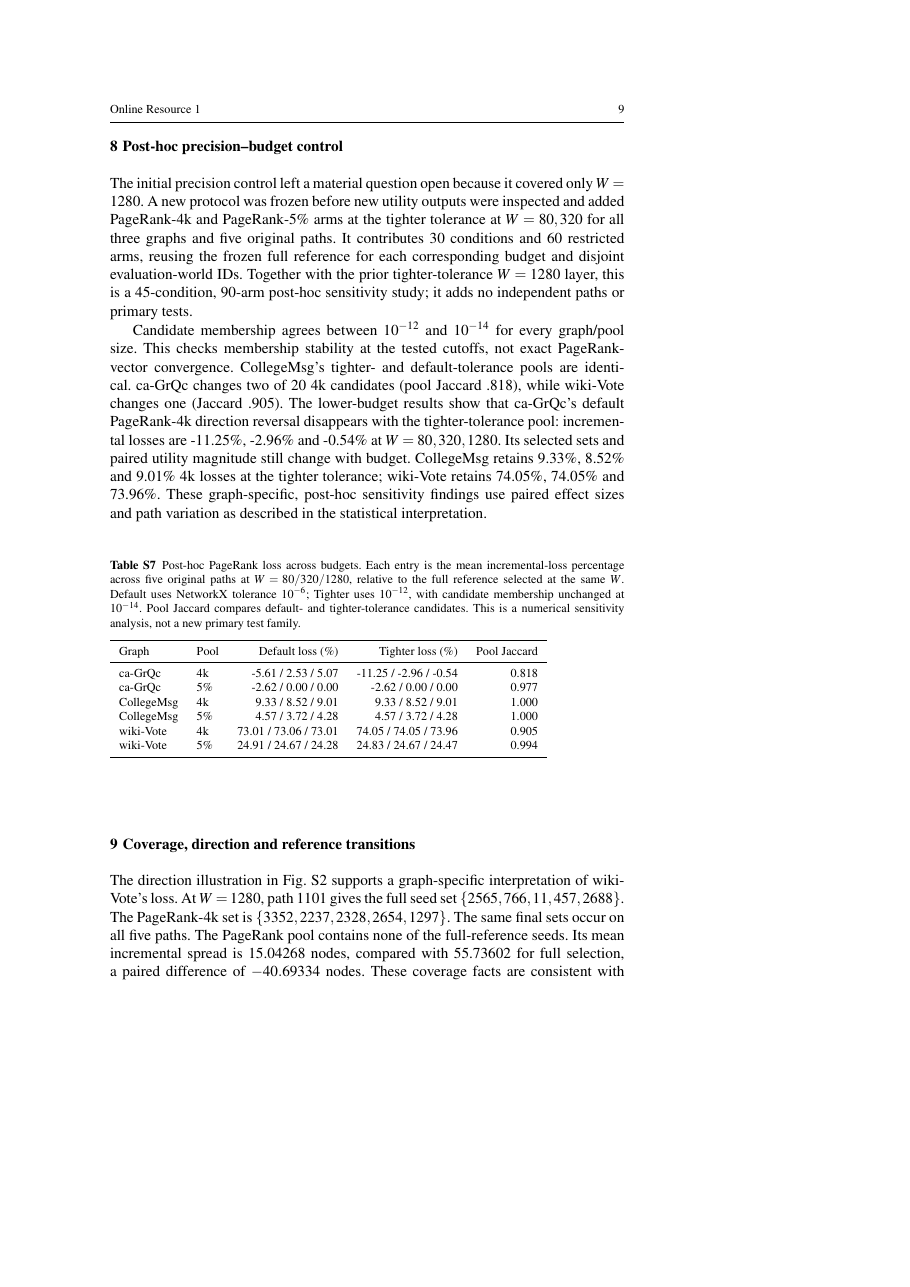 Online Resource 1 9
8 Post-hoc precision–budget control
The initial precision control left a material question open because it covered only W =
1280. A new protocol was frozen before new utility outputs were inspected and added
PageRank-4k and PageRank-5% arms at the tighter tolerance at W = 80,320 for all
three graphs and five original paths. It contributes 30 conditions and 60 restricted
arms, reusing the frozen full reference for each corresponding budget and disjoint
evaluation-world IDs. Together with the prior tighter-tolerance W = 1280 layer, this
is a 45-condition, 90-arm post-hoc sensitivity study; it adds no independent paths or
primary tests.
Candidate membership agrees between 10⁻¹² and 10⁻¹⁴ for every graph/pool
size. This checks membership stability at the tested cutoffs, not exact PageRank-
vector convergence. CollegeMsg's tighter- and default-tolerance pools are identi-
cal. ca-GrQc changes two of 20 4k candidates (pool Jaccard .818), while wiki-Vote
changes one (Jaccard .905). The lower-budget results show that ca-GrQc's default
PageRank-4k direction reversal disappears with the tighter-tolerance pool: incremen-
tal losses are -11.25%, -2.96% and -0.54% at W = 80,320,1280. Its selected sets and
paired utility magnitude still change with budget. CollegeMsg retains 9.33%, 8.52%
and 9.01% 4k losses at the tighter tolerance; wiki-Vote retains 74.05%, 74.05% and
73.96%. These graph-specific, post-hoc sensitivity findings use paired effect sizes
and path variation as described in the statistical interpretation.
Table S7 Post-hoc PageRank loss across budgets. Each entry is the mean incremental-loss percentage
across five original paths at W = 80/320/1280, relative to the full reference selected at the same W.
Default uses NetworkX tolerance 10⁻⁶; Tighter uses 10⁻¹², with candidate membership unchanged at
10⁻¹⁴. Pool Jaccard compares default- and tighter-tolerance candidates. This is a numerical sensitivity
analysis, not a new primary test family.
Graph Pool Default loss (%) Tighter loss (%) Pool Jaccard
ca-GrQc 4k -5.61 / 2.53 / 5.07 -11.25 / -2.96 / -0.54 0.818
ca-GrQc 5% -2.62 / 0.00 / 0.00 -2.62 / 0.00 / 0.00 0.977
CollegeMsg 4k 9.33 / 8.52 / 9.01 9.33 / 8.52 / 9.01 1.000
CollegeMsg 5% 4.57 / 3.72 / 4.28 4.57 / 3.72 / 4.28 1.000
wiki-Vote 4k 73.01 / 73.06 / 73.01 74.05 / 74.05 / 73.96 0.905
wiki-Vote 5% 24.91 / 24.67 / 24.28 24.83 / 24.67 / 24.47 0.994
9 Coverage, direction and reference transitions
The direction illustration in Fig. S2 supports a graph-specific interpretation of wiki-
Vote's loss. At W = 1280, path 1101 gives the full seed set {2565,766,11,457,2688}.
The PageRank-4k set is {3352,2237,2328,2654,1297}. The same final sets occur on
all five paths. The PageRank pool contains none of the full-reference seeds. Its mean
incremental spread is 15.04268 nodes, compared with 55.73602 for full selection,
a paired difference of −40.69334 nodes. These coverage facts are consistent with